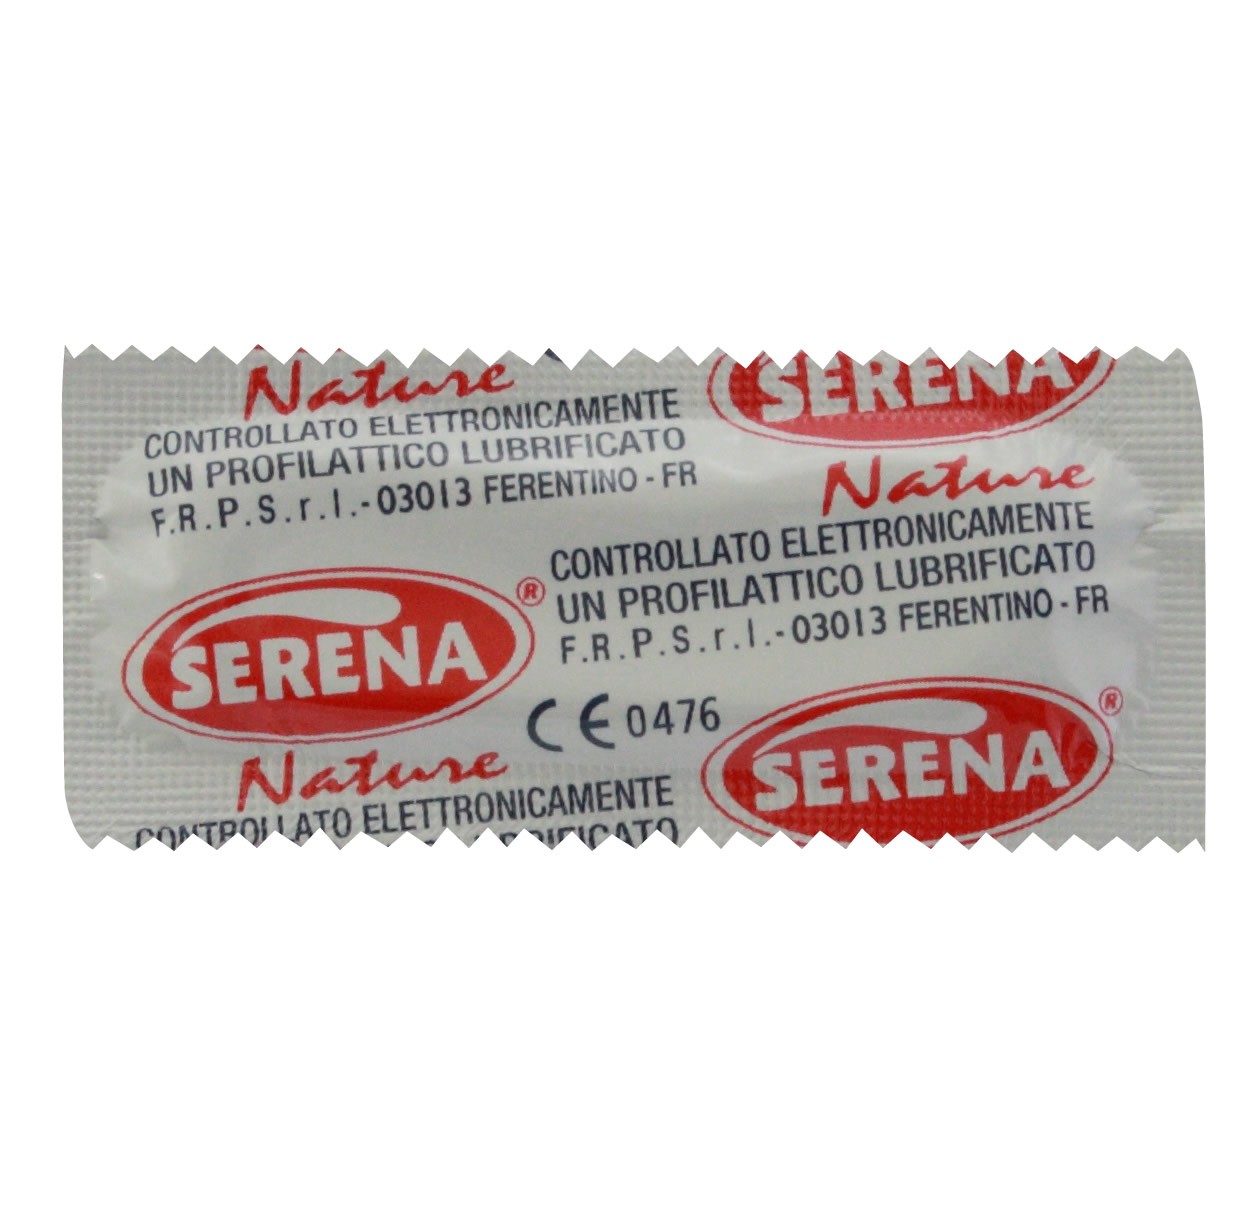 Nature
CONTROLLATO ELETTRONICAMENTE
UN PROFILATTICO LUBRIFICATO
F.R.P.S.r.l.-03013 FERENTINO-FR
SERENA
Nature
CONTROLLATO ELETTRONICAMENTE
UN PROFILATTICO LUBRIFICATO
F.R.P.S.r.l.-03013 FERENTINO-FR
SERENA®
CE 0476
SERENA®
Nature
CONTROLLATO ELETTRONICAMENTE
LUBRIFICATO